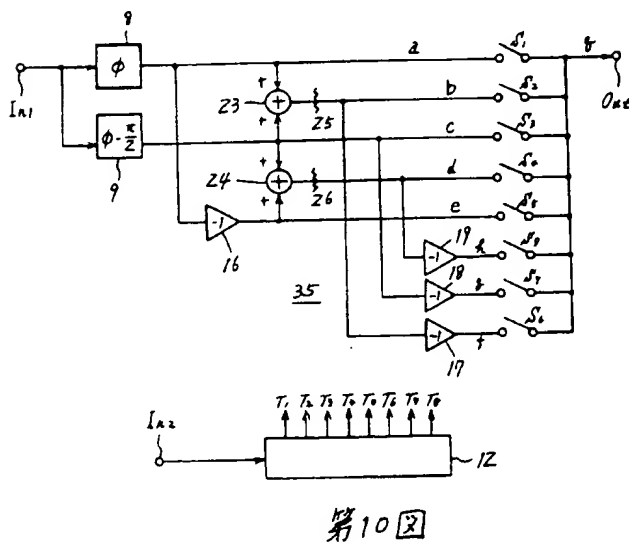 8
In1
φ
a
S1
g
Out
23
+
+
+
25
b
S2
φ-π/2
c
S3
9
24
+
+
+
26
d
S4
-1
16
e
S5
-1
19
h
S8
35
-1
18
g
S7
-1
17
f
S6
T1 T2 T3 T4 T5 T6 T7 T8
In2
12
第10図